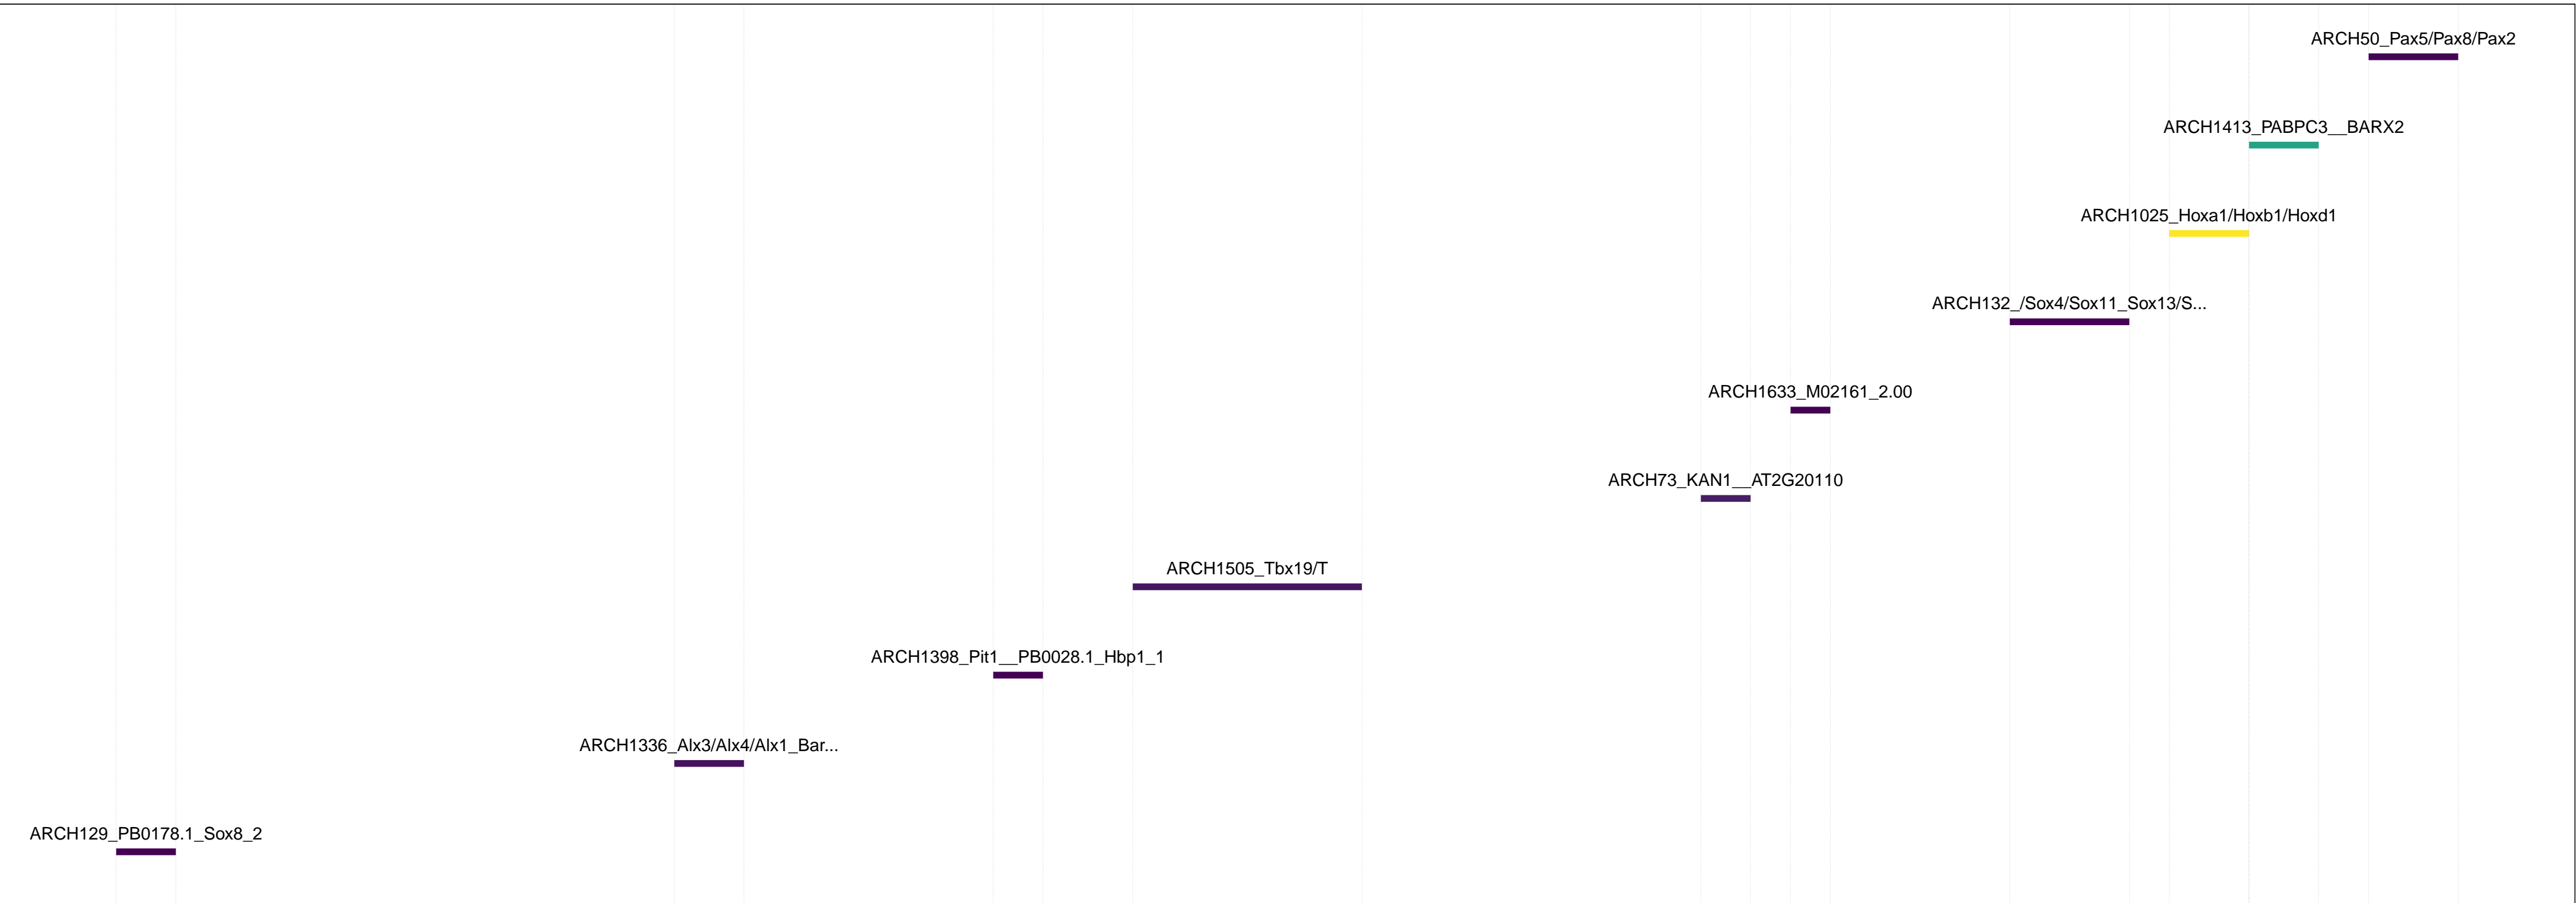 ARCH50_Pax5/Pax8/Pax2
ARCH1413_PABPC3__BARX2
ARCH1025_Hoxa1/Hoxb1/Hoxd1
ARCH132_/Sox4/Sox11_Sox13/S...
ARCH1633_M02161_2.00
ARCH73_KAN1__AT2G20110
ARCH1505_Tbx19/T
ARCH1398_Pit1__PB0028.1_Hbp1_1
ARCH1336_Alx3/Alx4/Alx1_Bar...
ARCH129_PB0178.1_Sox8_2